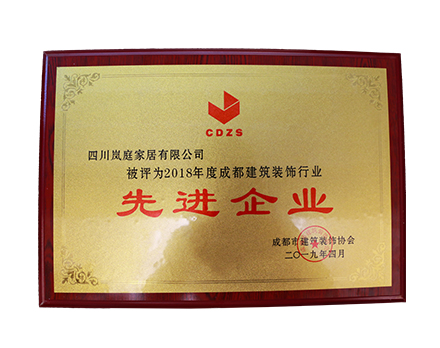 CDZS
四川岚庭家居有限公司
被评为2018年度成都建筑装饰行业
先进企业
成都市建筑装饰协会
二〇一九年四月